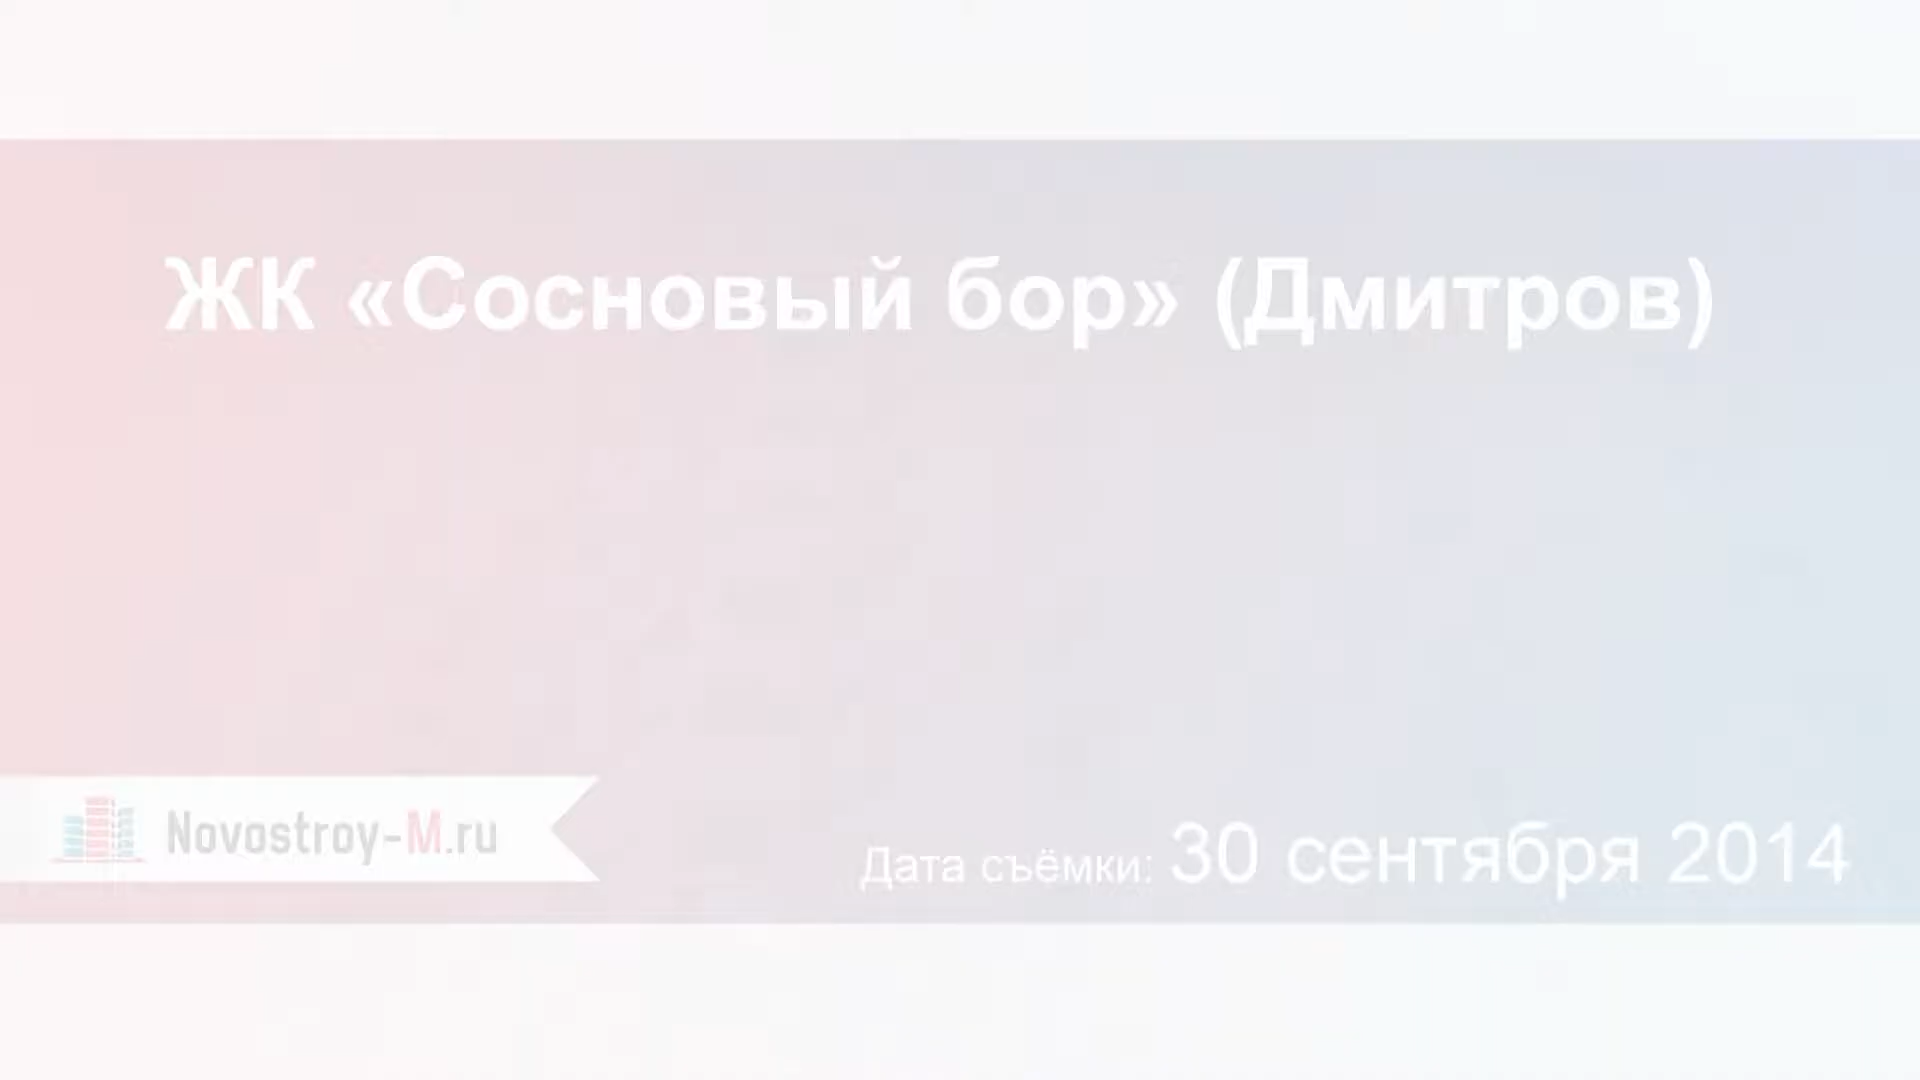 ЖК «Сосновый бор» (Дмитров)
Novostroy-M.ru
Дата съёмки: 30 сентября 2014